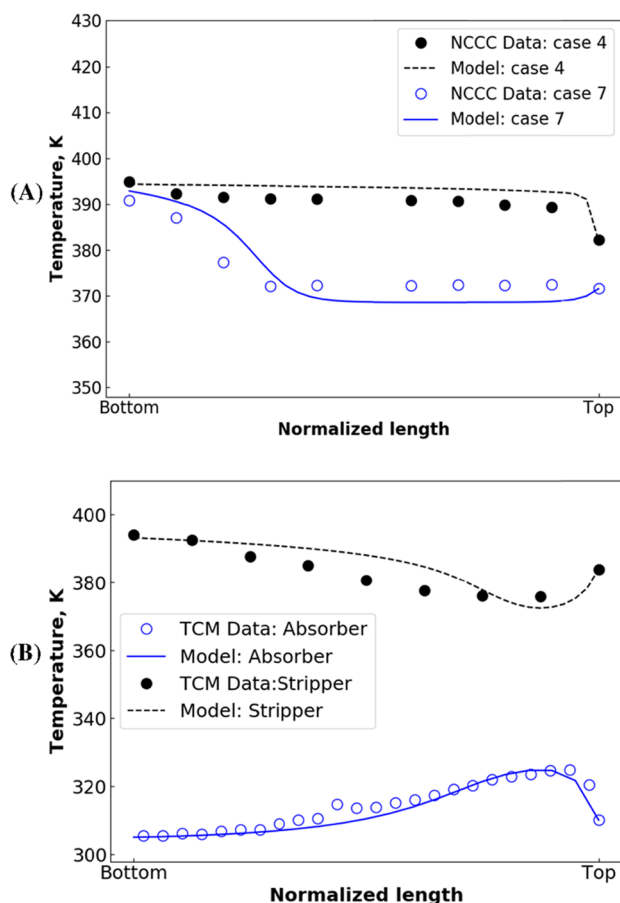 430
420
410
400
390
380
370
360
350
Temperature, K
(A)
NCCC Data: case 4
Model: case 4
NCCC Data: case 7
Model: case 7
Bottom
Top
Normalized length
400
380
360
340
320
300
Temperature, K
(B)
TCM Data: Absorber
Model: Absorber
TCM Data:Stripper
Model: Stripper
Bottom
Top
Normalized length